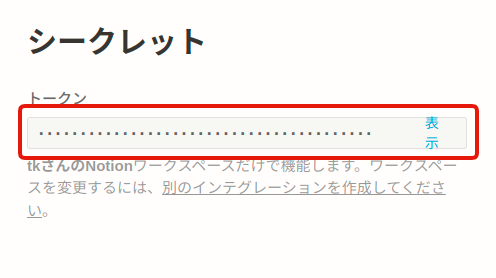 シークレット
トークン
••••••••••••••••••••••••••••••••••••••••
表
示
tkさんのNotionワークスペースだけで機能します。ワークスペー
スを変更するには、別のインテグレーションを作成してくださ
い。